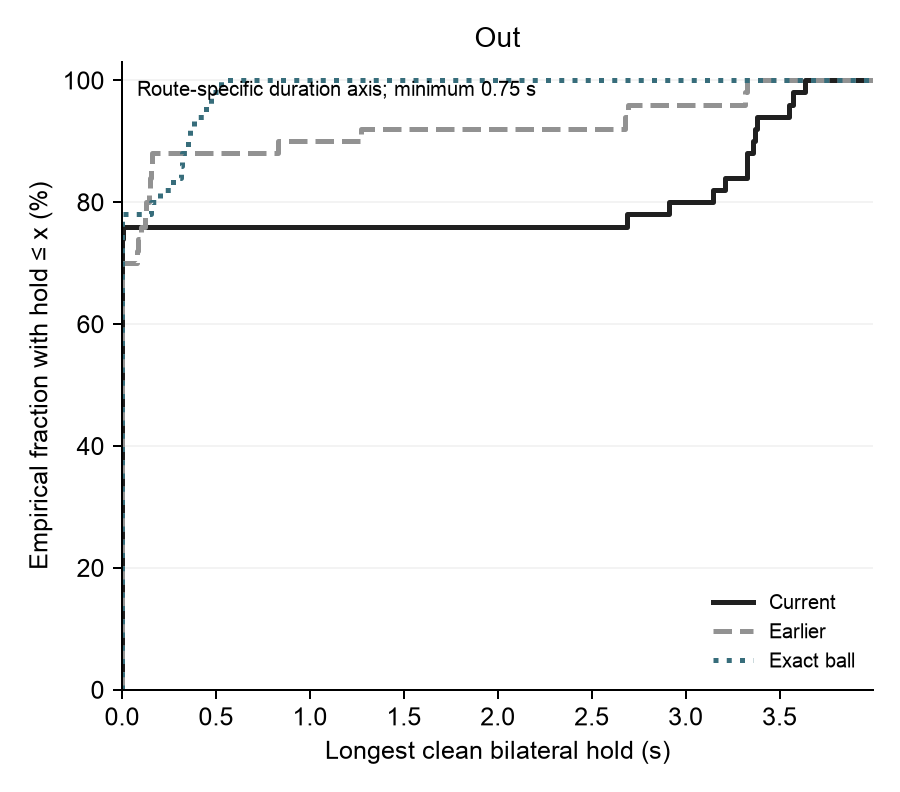 Out
Route-specific duration axis; minimum 0.75 s
Empirical fraction with hold ≤ x (%)
100
80
60
40
20
0
0.0 0.5 1.0 1.5 2.0 2.5 3.0 3.5
Longest clean bilateral hold (s)
Current
Earlier
Exact ball